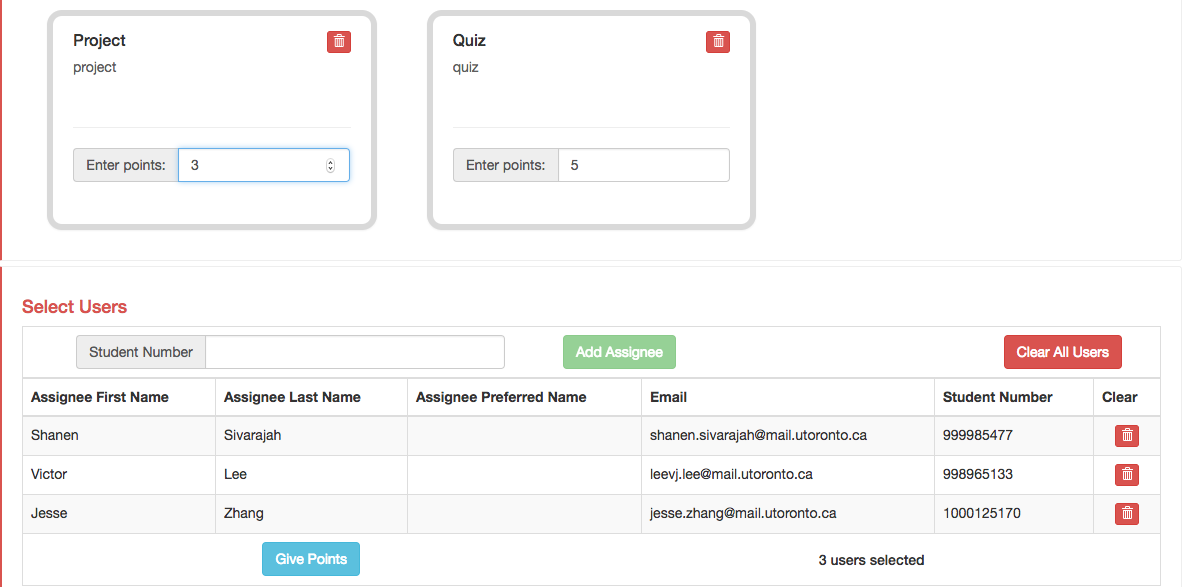 Project Quiz
project quiz
Enter points: 3 Enter points: 5
Select Users
Student Number Add Assignee Clear All Users
Assignee First Name Assignee Last Name Assignee Preferred Name Email Student Number Clear
Shanen Sivarajah shanen.sivarajah@mail.utoronto.ca 999985477
Victor Lee leevj.lee@mail.utoronto.ca 998965133
Jesse Zhang jesse.zhang@mail.utoronto.ca 1000125170
Give Points 3 users selected